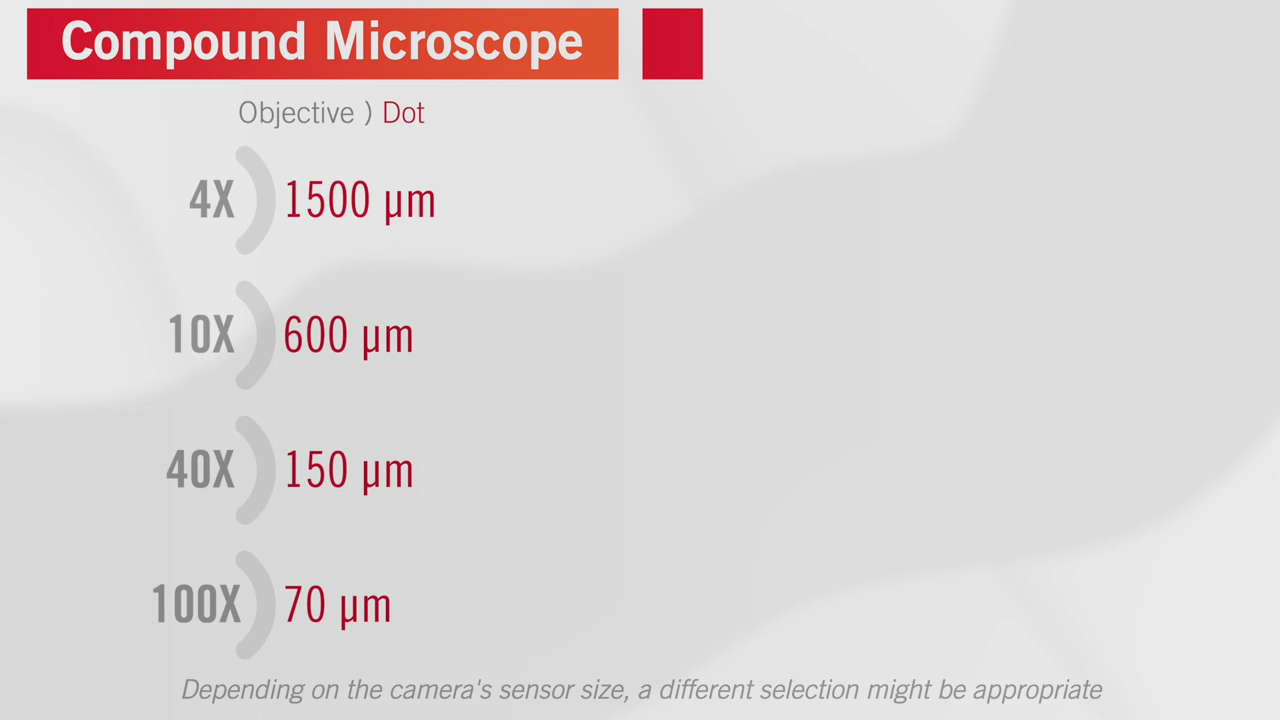 Compound Microscope
Objective ) Dot
4X ) 1500 µm
10X ) 600 µm
40X ) 150 µm
100X ) 70 µm
Depending on the camera's sensor size, a different selection might be appropriate